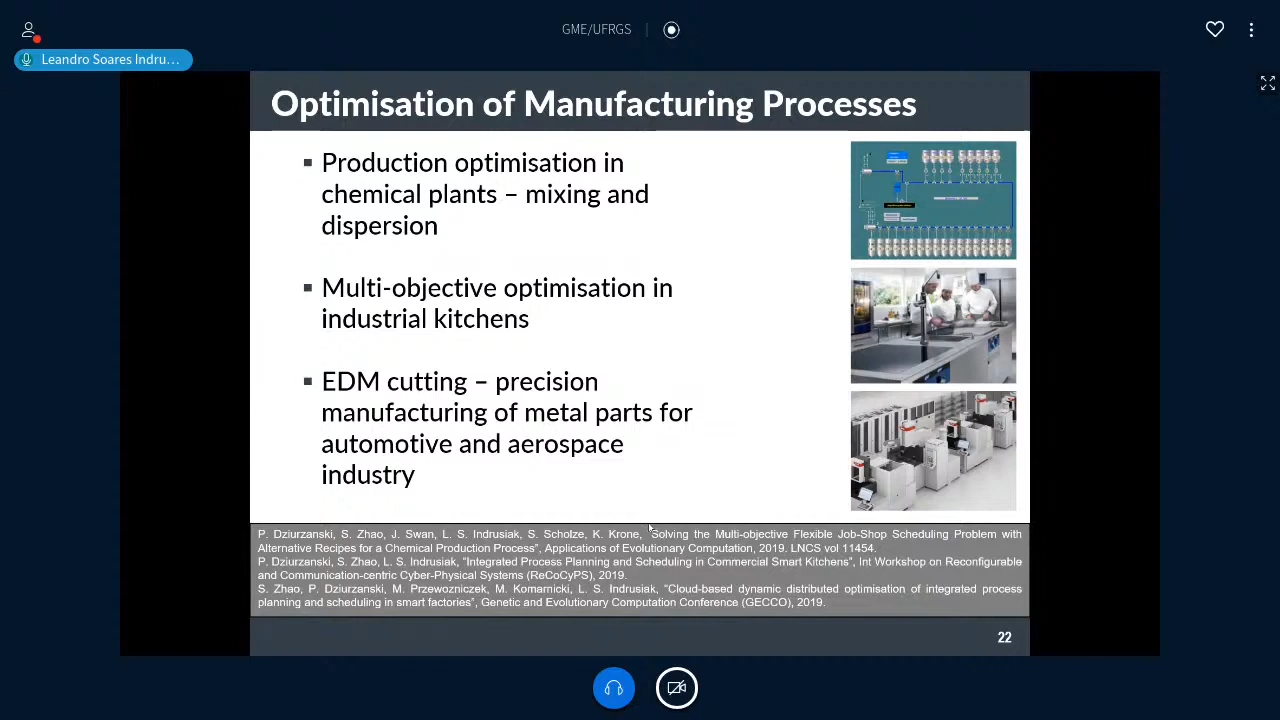 GME/UFRGS
Leandro Soares Indru…
Optimisation of Manufacturing Processes
Production optimisation in
chemical plants – mixing and
dispersion
Multi-objective optimisation in
industrial kitchens
EDM cutting – precision
manufacturing of metal parts for
automotive and aerospace
industry
P. Dziurzanski, S. Zhao, J. Swan, L. S. Indrusiak, S. Scholze, K. Krone, "Solving the Multi-objective Flexible Job-Shop Scheduling Problem with
Alternative Recipes for a Chemical Production Process", Applications of Evolutionary Computation, 2019. LNCS vol 11454.
P. Dziurzanski, S. Zhao, L. S. Indrusiak, "Integrated Process Planning and Scheduling in Commercial Smart Kitchens", Int Workshop on Reconfigurable
and Communication-centric Cyber-Physical Systems (ReCoCyPS), 2019.
S. Zhao, P. Dziurzanski, M. Przewozniczek, M. Komarnicki, L. S. Indrusiak, "Cloud-based dynamic distributed optimisation of integrated process
planning and scheduling in smart factories", Genetic and Evolutionary Computation Conference (GECCO), 2019.
22